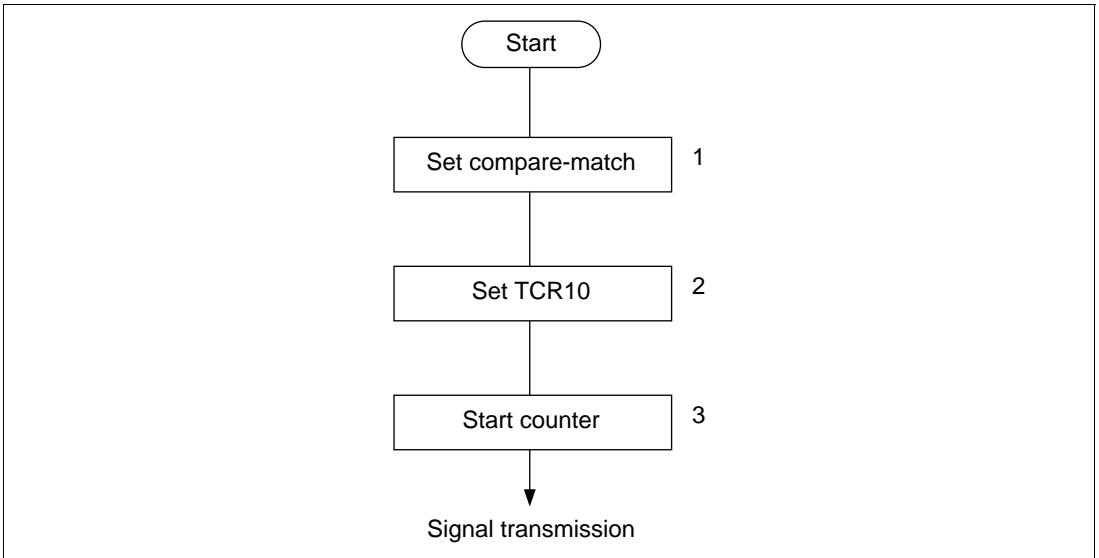 Start
Set compare-match 1
Set TCR10 2
Start counter 3
Signal transmission